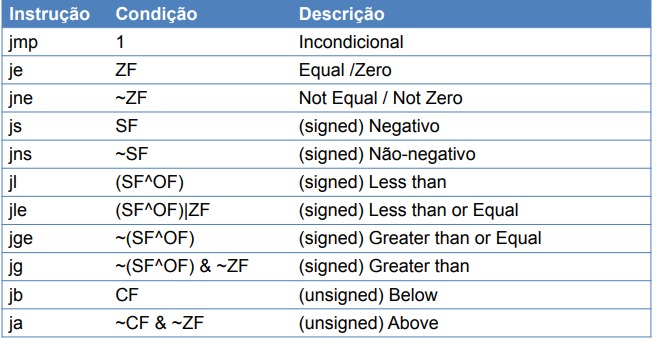 Instrução Condição Descrição
jmp 1 Incondicional
je ZF Equal /Zero
jne ~ZF Not Equal / Not Zero
js SF (signed) Negativo
jns ~SF (signed) Não-negativo
jl (SF^OF) (signed) Less than
jle (SF^OF)|ZF (signed) Less than or Equal
jge ~(SF^OF) (signed) Greater than or Equal
jg ~(SF^OF) & ~ZF (signed) Greater than
jb CF (unsigned) Below
ja ~CF & ~ZF (unsigned) Above